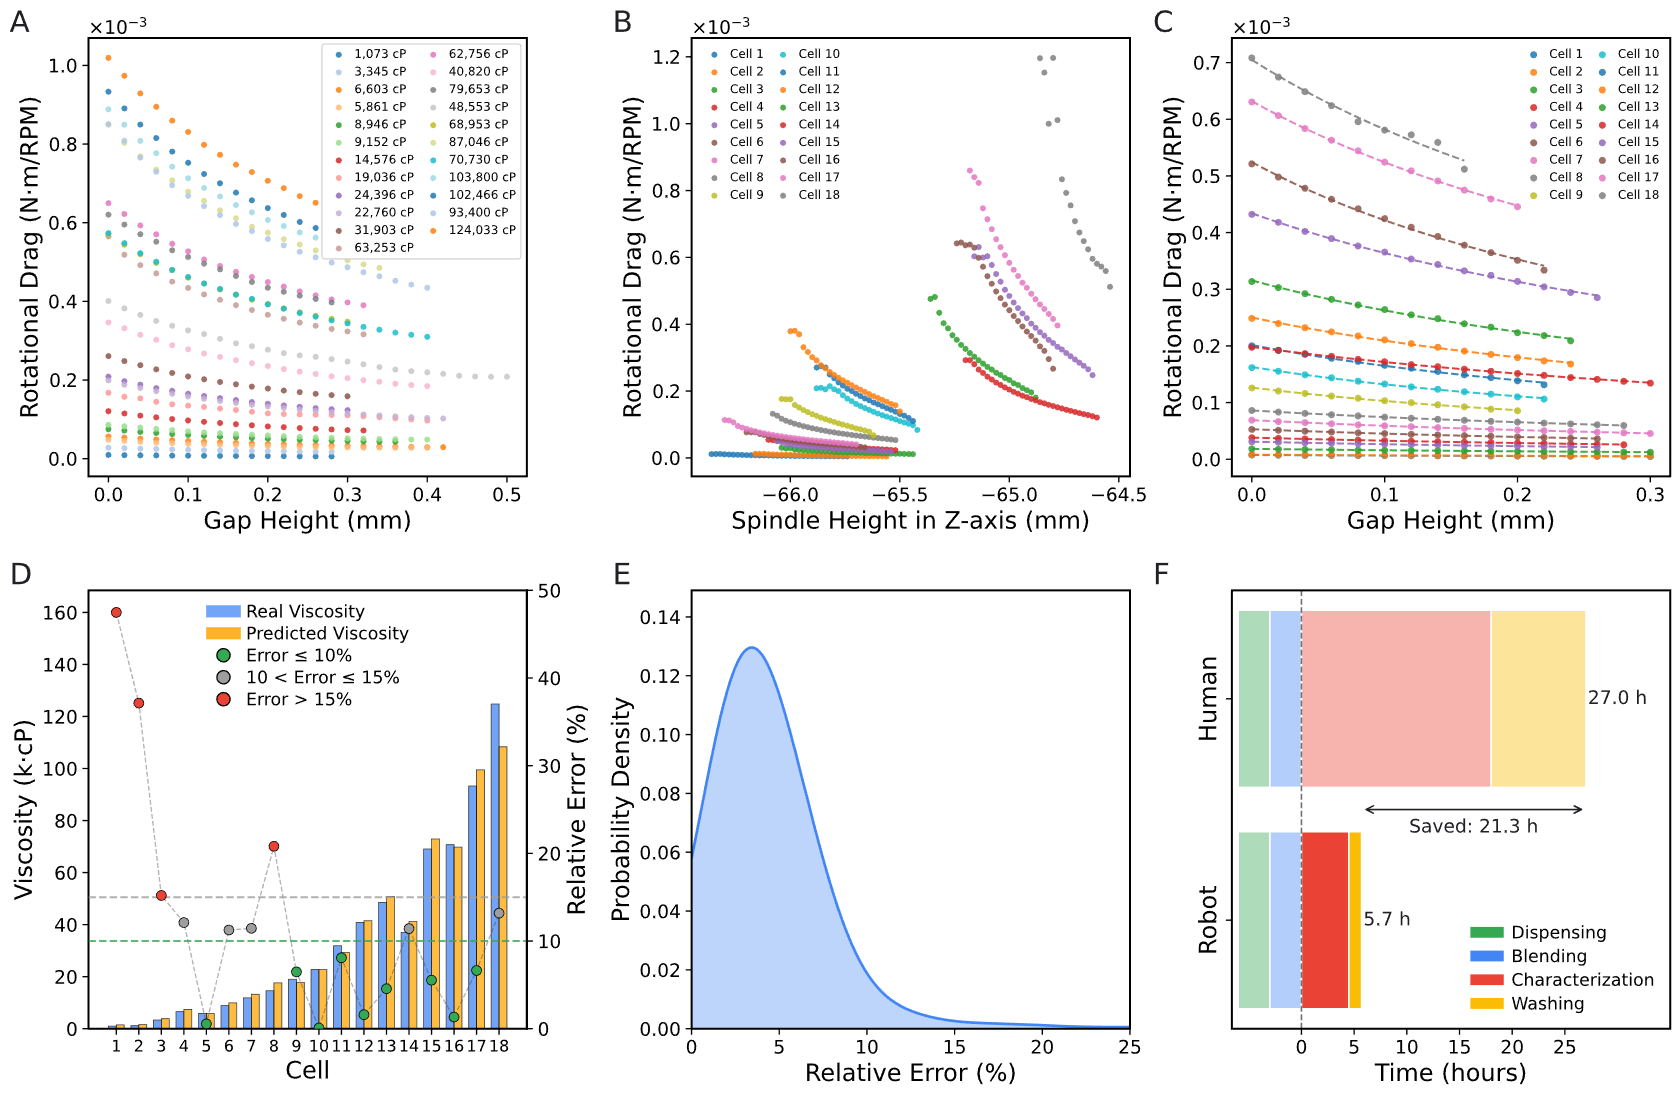 A
×10⁻³
Rotational Drag (N·m/RPM)
1.0
0.8
0.6
0.4
0.2
0.0
0.0 0.1 0.2 0.3 0.4 0.5
Gap Height (mm)
1,073 cP
3,345 cP
6,603 cP
5,861 cP
8,946 cP
9,152 cP
14,576 cP
19,036 cP
24,396 cP
22,760 cP
31,903 cP
63,253 cP
62,756 cP
40,820 cP
79,653 cP
48,553 cP
68,953 cP
87,046 cP
70,730 cP
103,800 cP
102,466 cP
93,400 cP
124,033 cP
B
×10⁻³
Rotational Drag (N·m/RPM)
1.2
1.0
0.8
0.6
0.4
0.2
0.0
−66.0 −65.5 −65.0 −64.5
Spindle Height in Z-axis (mm)
Cell 1
Cell 2
Cell 3
Cell 4
Cell 5
Cell 6
Cell 7
Cell 8
Cell 9
Cell 10
Cell 11
Cell 12
Cell 13
Cell 14
Cell 15
Cell 16
Cell 17
Cell 18
C
×10⁻³
Rotational Drag (N·m/RPM)
0.7
0.6
0.5
0.4
0.3
0.2
0.1
0.0
0.0 0.1 0.2 0.3
Gap Height (mm)
Cell 1
Cell 2
Cell 3
Cell 4
Cell 5
Cell 6
Cell 7
Cell 8
Cell 9
Cell 10
Cell 11
Cell 12
Cell 13
Cell 14
Cell 15
Cell 16
Cell 17
Cell 18
D
Viscosity (k·cP)
160
140
120
100
80
60
40
20
0
1 2 3 4 5 6 7 8 9 10 11 12 13 14 15 16 17 18
Cell
50
40
30
20
10
0
Relative Error (%)
Real Viscosity
Predicted Viscosity
Error ≤ 10%
10 < Error ≤ 15%
Error > 15%
E
Probability Density
0.14
0.12
0.10
0.08
0.06
0.04
0.02
0.00
0 5 10 15 20 25
Relative Error (%)
F
Human
Robot
27.0 h
Saved: 21.3 h
5.7 h
Dispensing
Blending
Characterization
Washing
0 5 10 15 20 25
Time (hours)